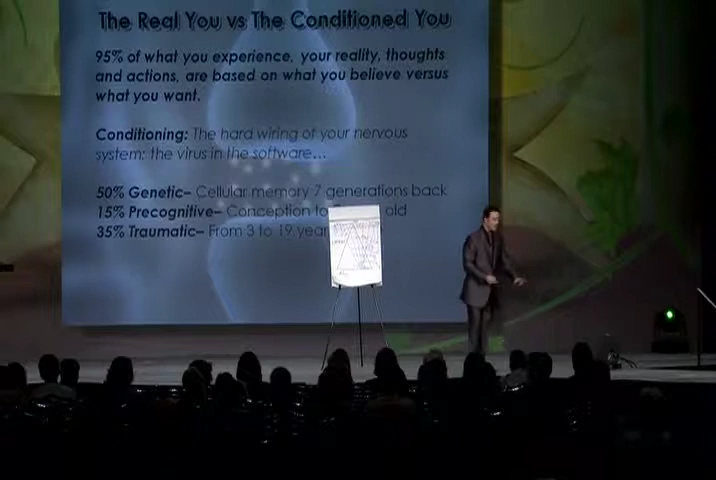 The Real You vs The Conditioned You
95% of what you experience, your reality, thoughts
and actions, are based on what you believe versus
what you want.
Conditioning: The hard wiring of your nervous
system: the virus in the software...
50% Genetic– Cellular memory 7 generations back
15% Precognitive– Conception to old
35% Traumatic– From 3 to 19 year